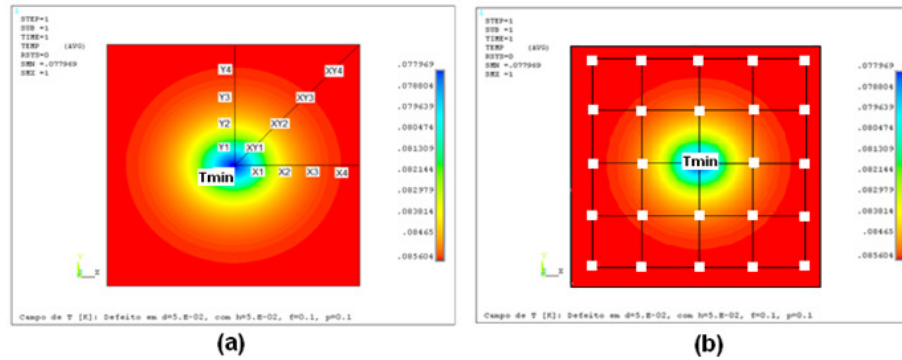 1
STEP=1
SUB =1
TIME=1
TEMP (AVG)
RSYS=0
SMN =.077969
SMX =1
Y4
Y3
Y2
Y1
XY4
XY3
XY2
XY1
X1 X2 X3 X4
Tmin
.077969
.078804
.079639
.080474
.081309
.082144
.082979
.083814
.08465
.085604
Y
X
Campo de T [K]: Defeito em d=5.E-02, com h=5.E-02, f=0.1, p=0.1
(a)
1
STEP=1
SUB =1
TIME=1
TEMP (AVG)
RSYS=0
SMN =.077969
SMX =1
Tmin
.077969
.078804
.079639
.080474
.081309
.082144
.082979
.083814
.08465
.085604
Y
X
Campo de T [K]: Defeito em d=5.E-02, com h=5.E-02, f=0.1, p=0.1
(b)